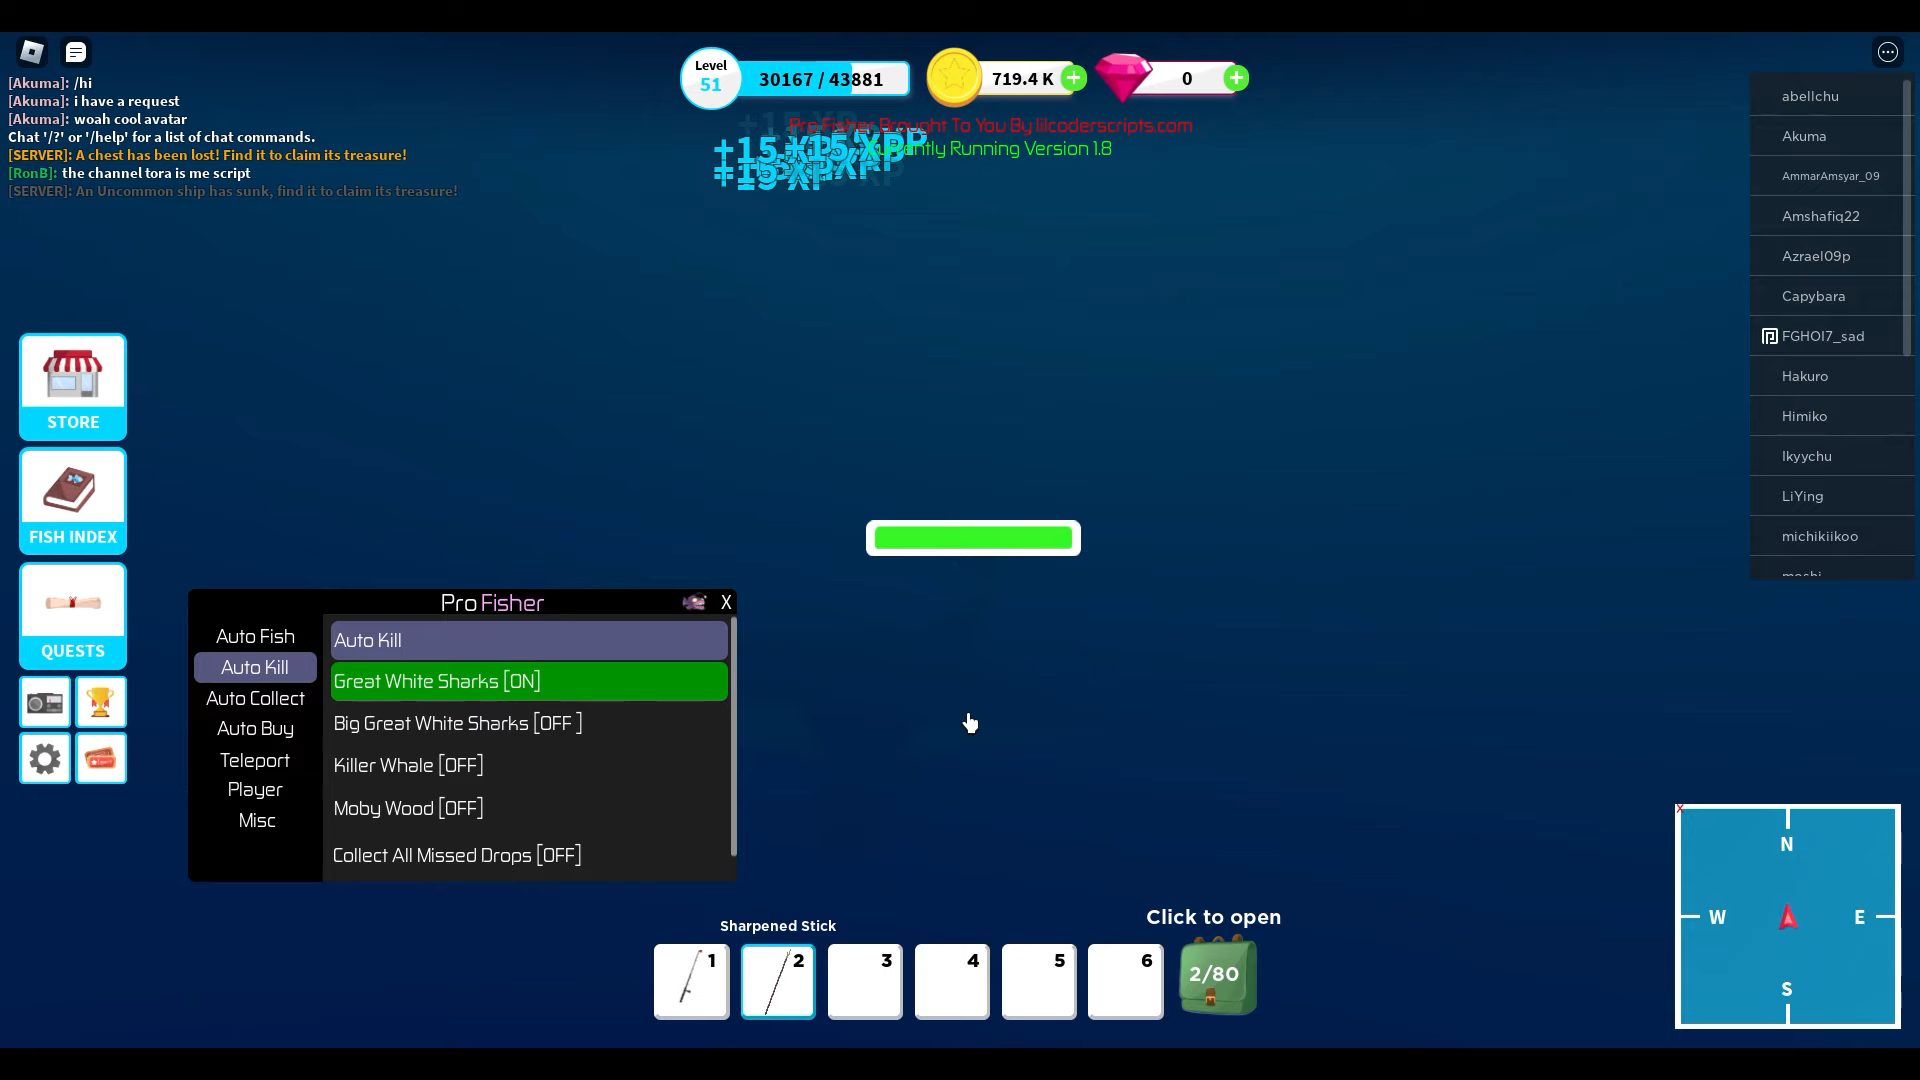 [Akuma]: /hi
[Akuma]: i have a request
[Akuma]: woah cool avatar
Chat '/?' or '/help' for a list of chat commands.
[SERVER]: A chest has been lost! Find it to claim its treasure!
[RonB]: the channel tora is me script
[SERVER]: An Uncommon ship has sunk, find it to claim its treasure!
Level
51
30167 / 43881
719.4 K
0
Pro Fisher Brought To You By lilcoderscripts.com
Running Version 1.8
+15 XP
+15 XP
+15 XP
abellchu
Akuma
AmmarAmsyar_09
Amshafiq22
Azrael09p
Capybara
FGHOI7_sad
Hakuro
Himiko
Ikyychu
LiYing
michikiikoo
STORE
FISH INDEX
QUESTS
Pro Fisher
X
Auto Fish
Auto Kill
Auto Collect
Auto Buy
Teleport
Player
Misc
Auto Kill
Great White Sharks [ON]
Big Great White Sharks [OFF ]
Killer Whale [OFF]
Moby Wood [OFF]
Collect All Missed Drops [OFF]
Sharpened Stick
1
2
3
4
5
6
Click to open
2/80
X
N
W
E
S